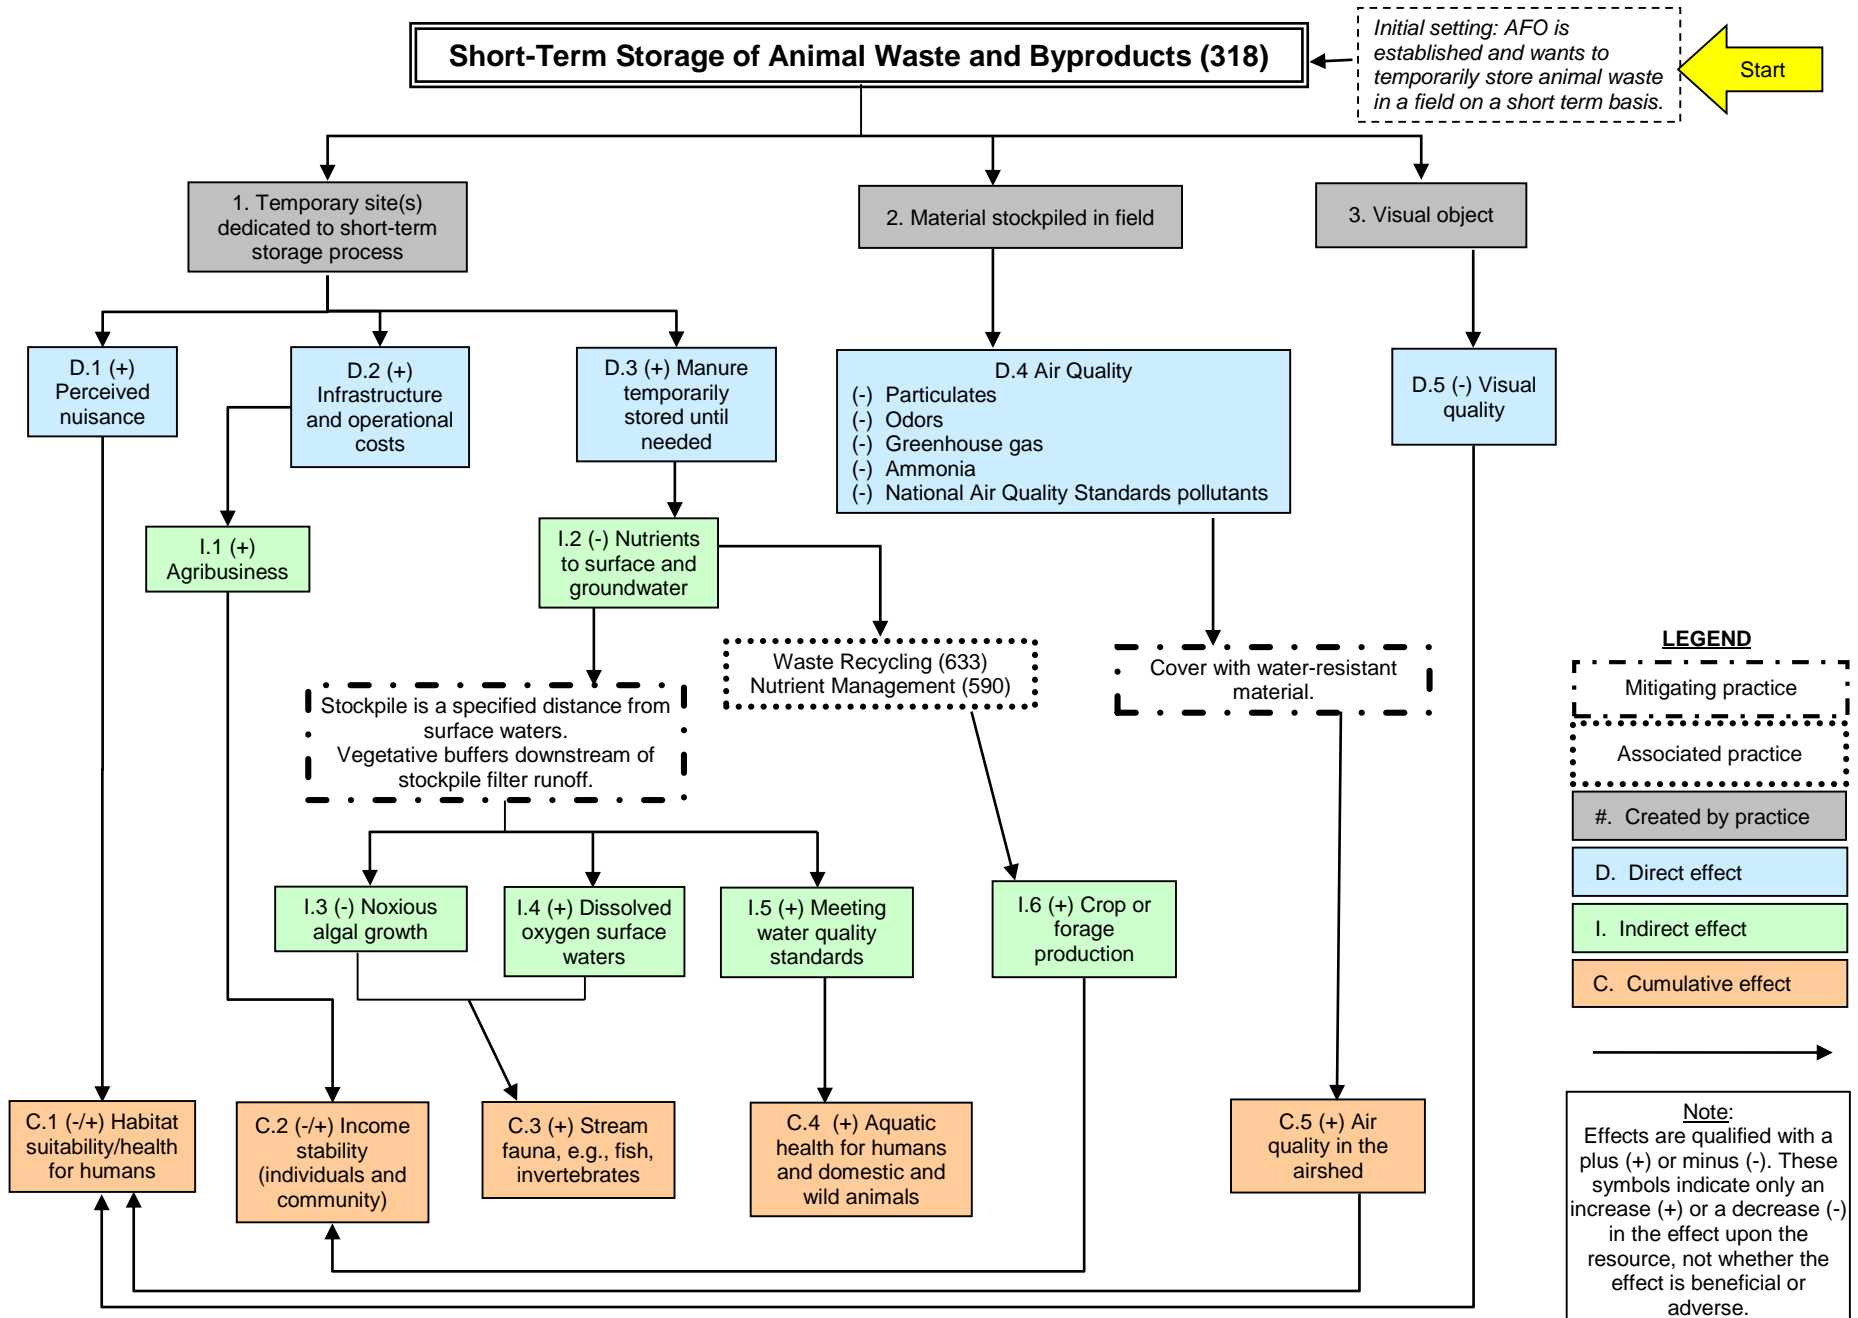 Short-Term Storage of Animal Waste and Byproducts (318)
Initial setting: AFO is
established and wants to
temporarily store animal waste
in a field on a short term basis.
Start
1. Temporary site(s)
dedicated to short-term
storage process
2. Material stockpiled in field
3. Visual object
D.1 (+)
Perceived
nuisance
D.2 (+)
Infrastructure
and operational
costs
D.3 (+) Manure
temporarily
stored until
needed
D.4 Air Quality
(-) Particulates
(-) Odors
(-) Greenhouse gas
(-) Ammonia
(-) National Air Quality Standards pollutants
D.5 (-) Visual
quality
I.1 (+)
Agribusiness
I.2 (-) Nutrients
to surface and
groundwater
Waste Recycling (633)
Nutrient Management (590)
Cover with water-resistant
material.
Stockpile is a specified distance from
surface waters.
Vegetative buffers downstream of
stockpile filter runoff.
I.3 (-) Noxious
algal growth
I.4 (+) Dissolved
oxygen surface
waters
I.5 (+) Meeting
water quality
standards
I.6 (+) Crop or
forage
production
C.1 (-/+) Habitat
suitability/health
for humans
C.2 (-/+) Income
stability
(individuals and
community)
C.3 (+) Stream
fauna, e.g., fish,
invertebrates
C.4 (+) Aquatic
health for humans
and domestic and
wild animals
C.5 (+) Air
quality in the
airshed
LEGEND
Mitigating practice
Associated practice
#. Created by practice
D. Direct effect
I. Indirect effect
C. Cumulative effect
Note:
Effects are qualified with a
plus (+) or minus (-). These
symbols indicate only an
increase (+) or a decrease (-)
in the effect upon the
resource, not whether the
effect is beneficial or
adverse.